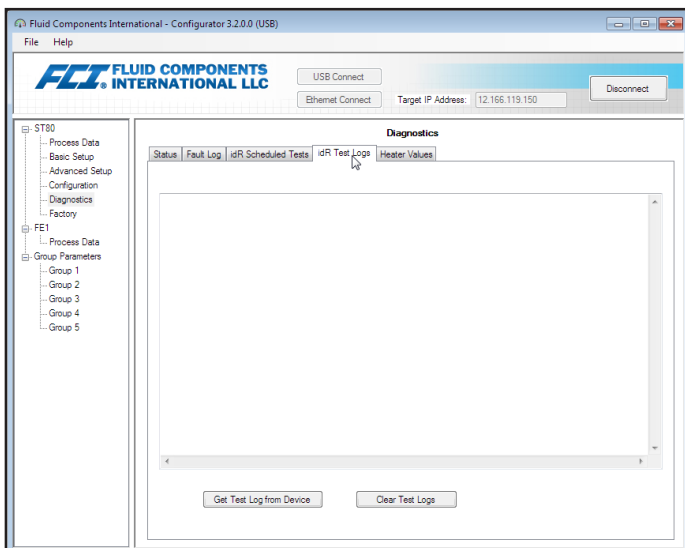 Fluid Components International - Configurator 3.2.0.0 (USB)
File Help
FCI FLUID COMPONENTS
® INTERNATIONAL LLC
USB Connect
Ethernet Connect
Target IP Address: 12.166.119.150
Disconnect
ST80
Process Data
Basic Setup
Advanced Setup
Configuration
Diagnostics
Factory
FE1
Process Data
Group Parameters
Group 1
Group 2
Group 3
Group 4
Group 5
Diagnostics
Status Fault Log idR Scheduled Tests idR Test Logs Heater Values
Get Test Log from Device Clear Test Logs